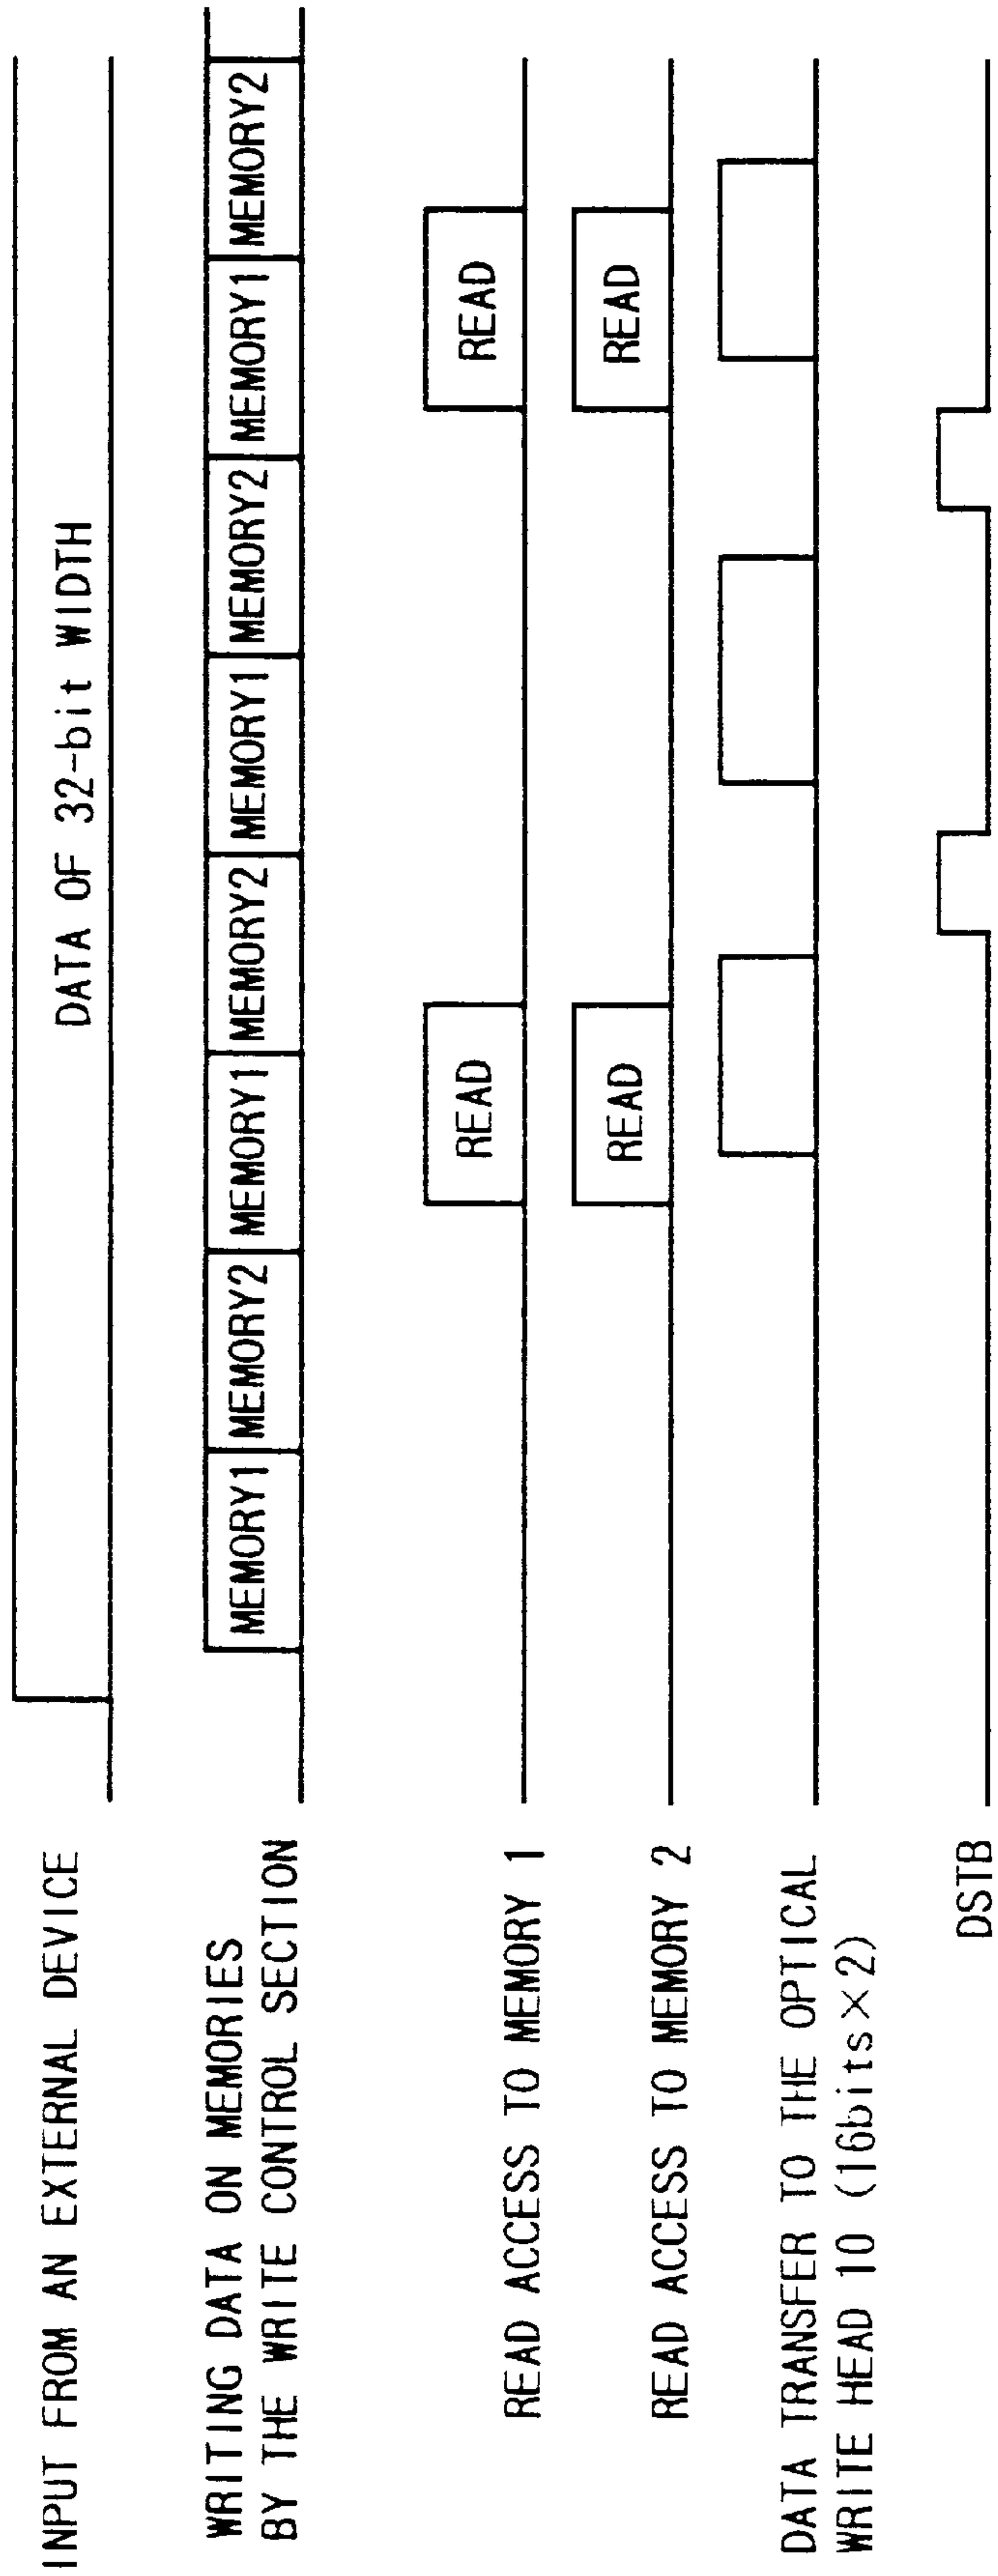 INPUT FROM AN EXTERNAL DEVICE
DATA OF 32-bit WIDTH
WRITING DATA ON MEMORIES
BY THE WRITE CONTROL SECTION
MEMORY1
MEMORY2
MEMORY1
MEMORY2
MEMORY1
MEMORY2
MEMORY1
MEMORY2
READ ACCESS TO MEMORY 1
READ
READ
READ ACCESS TO MEMORY 2
READ
READ
DATA TRANSFER TO THE OPTICAL
WRITE HEAD 10 (16bits×2)
DSTB